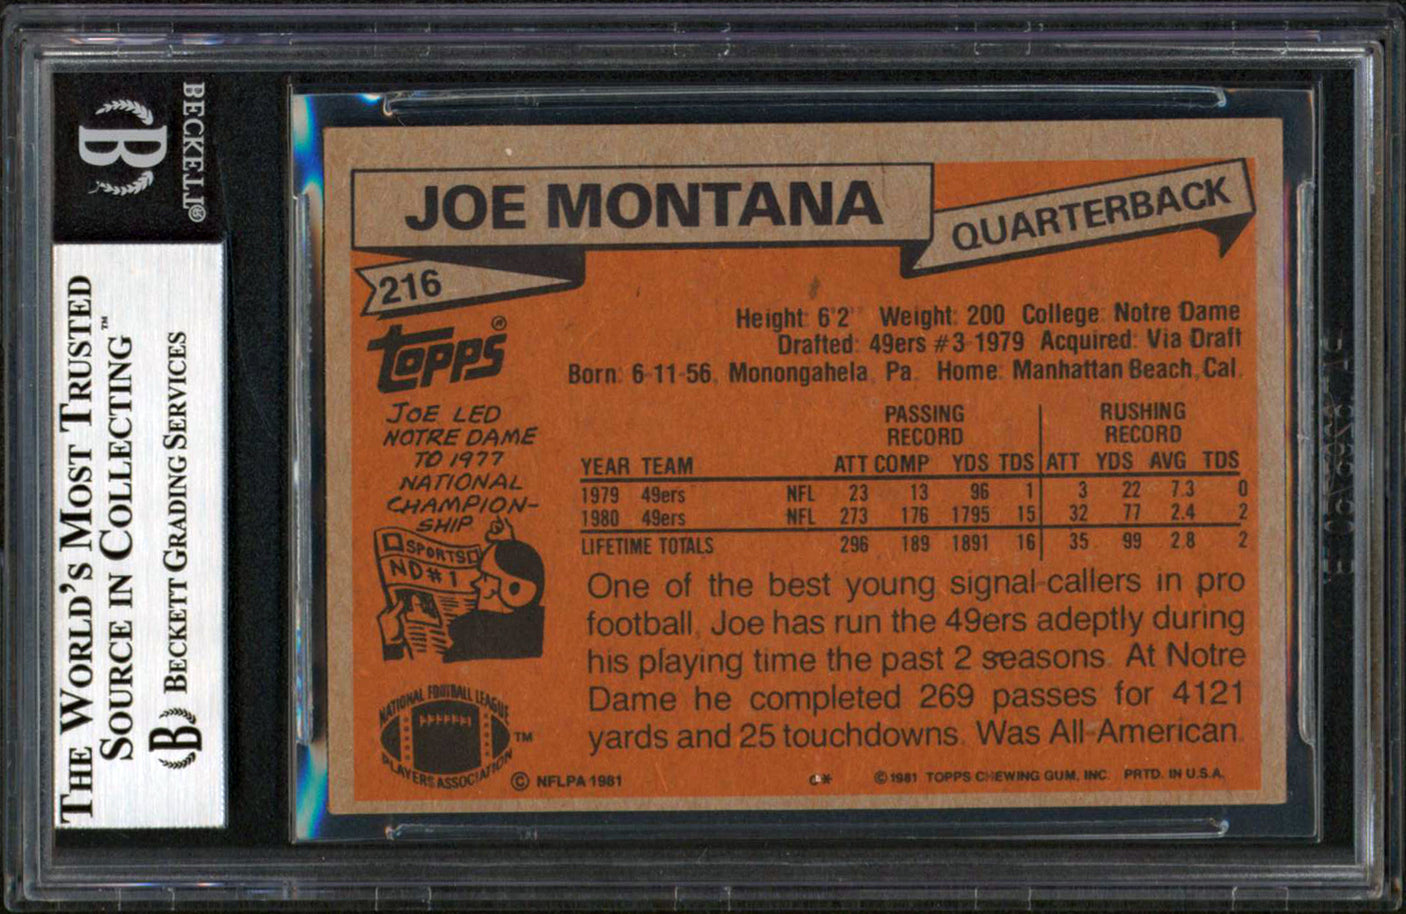 BECKETT®
THE WORLD'S MOST TRUSTED
SOURCE IN COLLECTING™
BECKETT GRADING SERVICES
JOE MONTANA
QUARTERBACK
216
TOPPS®
Height: 6'2" Weight: 200 College: Notre Dame
Drafted: 49ers #3-1979 Acquired: Via Draft
Born: 6-11-56, Monongahela, Pa. Home: Manhattan Beach, Cal.
JOE LED
NOTRE DAME
TO 1977
NATIONAL
CHAMPION-
SHIP
SPORTS
ND#1
PASSING RECORD RUSHING RECORD
YEAR TEAM ATT COMP YDS TDS ATT YDS AVG TDS
1979 49ers NFL 23 13 96 1 3 22 7.3 0
1980 49ers NFL 273 176 1795 15 32 77 2.4 2
LIFETIME TOTALS 296 189 1891 16 35 99 2.8 2
One of the best young signal-callers in pro
football, Joe has run the 49ers adeptly during
his playing time the past 2 seasons. At Notre
Dame he completed 269 passes for 4121
yards and 25 touchdowns. Was All-American.
NATIONAL FOOTBALL LEAGUE
PLAYERS ASSOCIATION
TM
© NFLPA 1981
C*
© 1981 TOPPS CHEWING GUM, INC. PRTD. IN U.S.A.